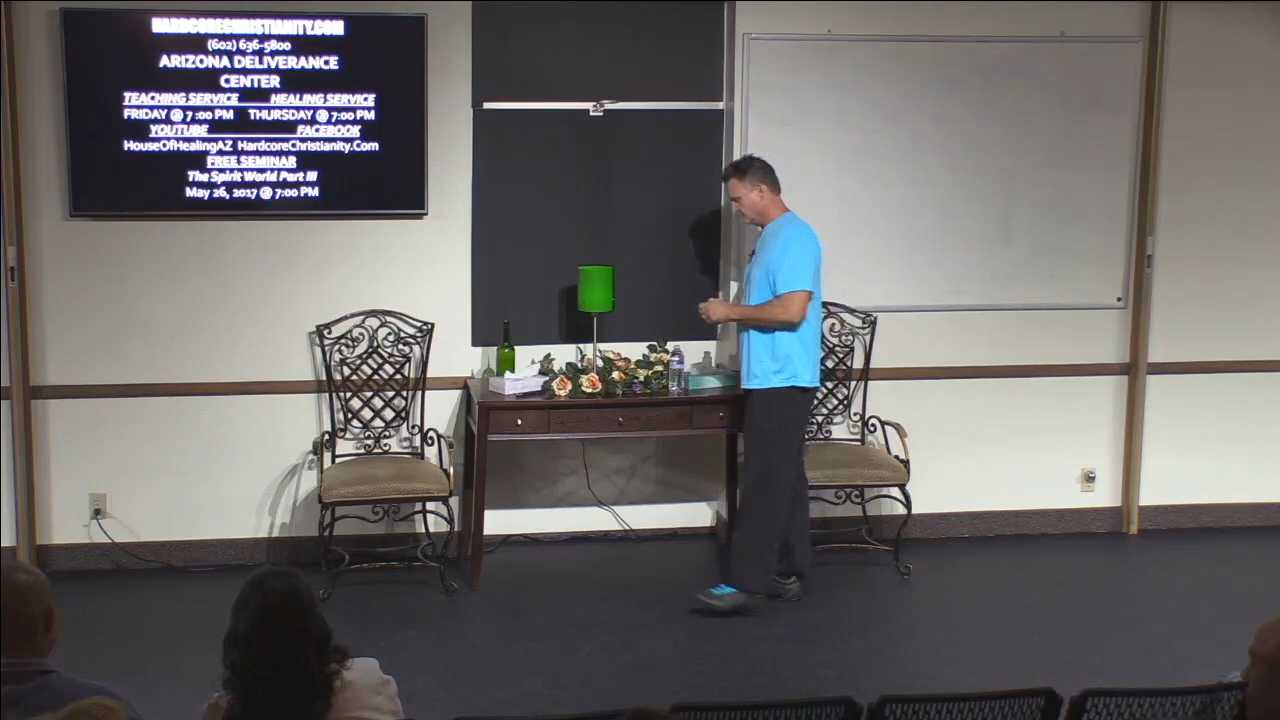 HARDCORECHRISTIANITY.COM
(602) 636-5800
ARIZONA DELIVERANCE
CENTER
TEACHING SERVICE HEALING SERVICE
FRIDAY @ 7:00 PM THURSDAY @ 7:00 PM
YOUTUBE FACEBOOK
HouseOfHealingAZ HardcoreChristianity.Com
FREE SEMINAR
The Spirit World Part III
May 26, 2017 @ 7:00 PM